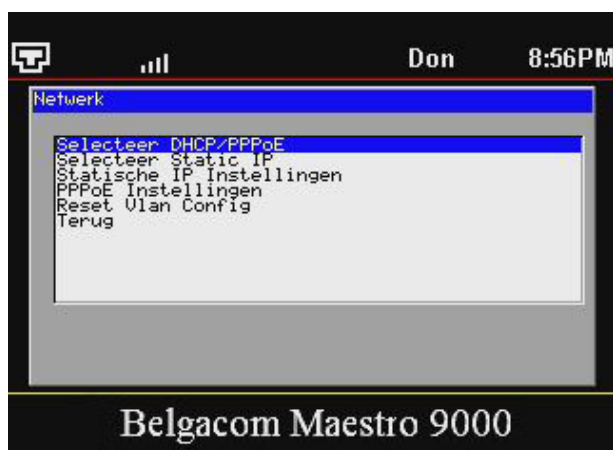 Don 8:56PM
Netwerk
Selecteer DHCP/PPPoE
Selecteer Static IP
Statische IP Instellingen
PPPoE Instellingen
Reset Vlan Config
Terug
Belgacom Maestro 9000